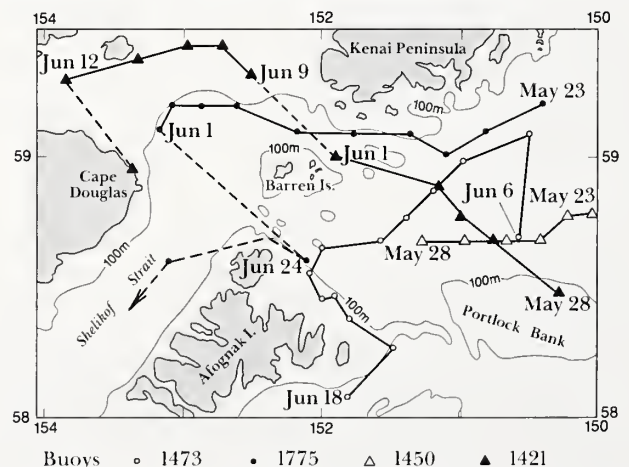 154
152
150
Kenai Peninsula
Jun 12
Jun 9
May 23
100m
Jun 1
Jun 1
59
59
100m
Cape
Douglas
Barren Is.
Jun 6
May 23
May 28
100m
Strait
Shelikof
Jun 24
100m
100m
May 28
Portlock Bank
Afognak I.
Jun 18
58
58
154
152
150
Buoys 1473 1775 1450 1421